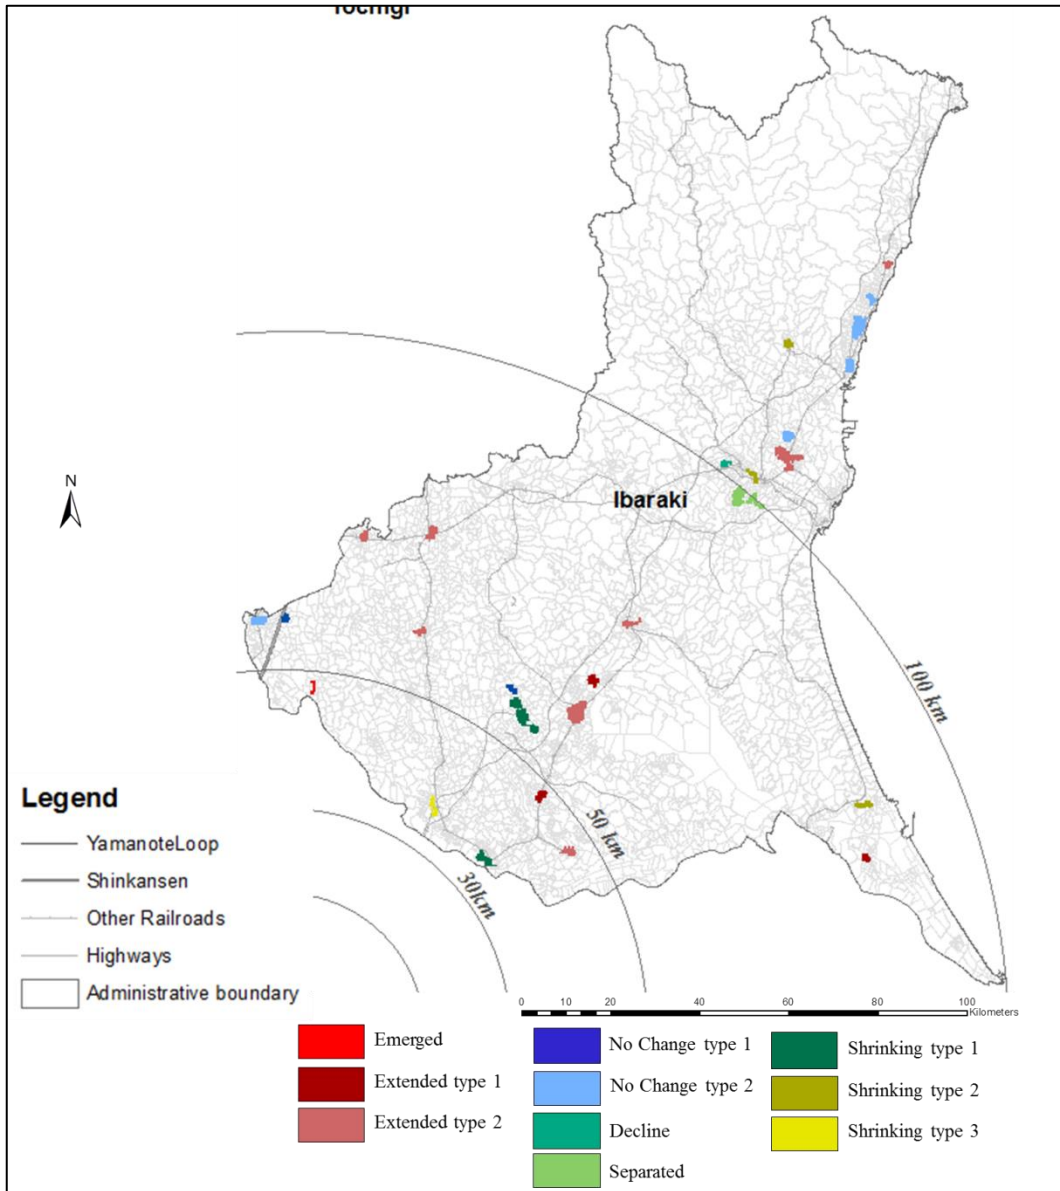 N
Ibaraki
2
100 km
50 km
30km
Legend
YamanoteLoop
Shinkansen
Other Railroads
Highways
Administrative boundary
0 10 20 40 60 80 100
Kilometers
Emerged
Extended type 1
Extended type 2
No Change type 1
No Change type 2
Decline
Separated
Shrinking type 1
Shrinking type 2
Shrinking type 3